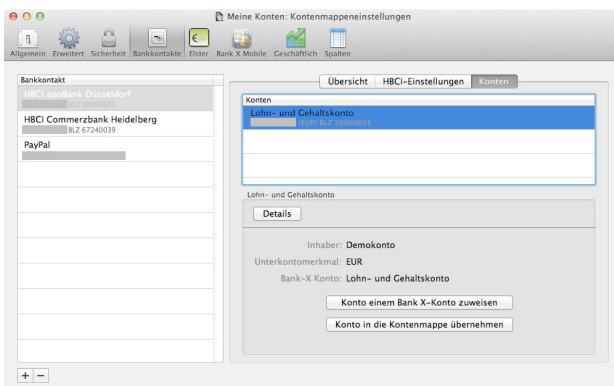 Meine Konten: Kontenmappeneinstellungen
Allgemein Erweitert Sicherheit Bankkontakte Elster Bank X Mobile Geschäftlich Spalten
Bankkontakt
HBCI apoBank Düsseldorf
BLZ 30060601
HBCI Commerzbank Heidelberg
BLZ 67240039
PayPal
Übersicht HBCI-Einstellungen Konten
Konten
Lohn- und Gehaltskonto
(EUR) BLZ 30060601
Lohn- und Gehaltskonto
Details
Inhaber: Demokonto
Unterkontomerkmal: EUR
Bank-X Konto: Lohn- und Gehaltskonto
Konto einem Bank X-Konto zuweisen
Konto in die Kontenmappe übernehmen
+ −